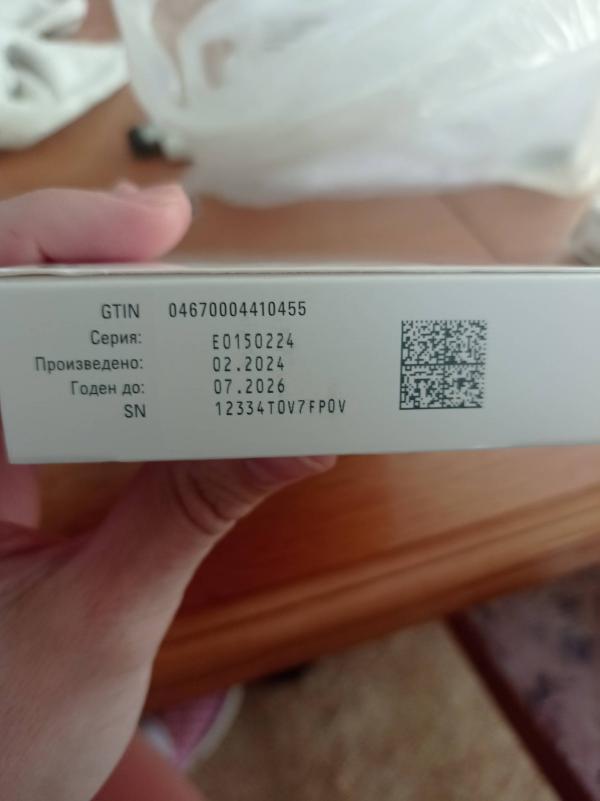 GTIN 04670004410455
Серия: E0150224
Произведено: 02.2024
Годен до: 07.2026
SN 12334T0V7FP0V